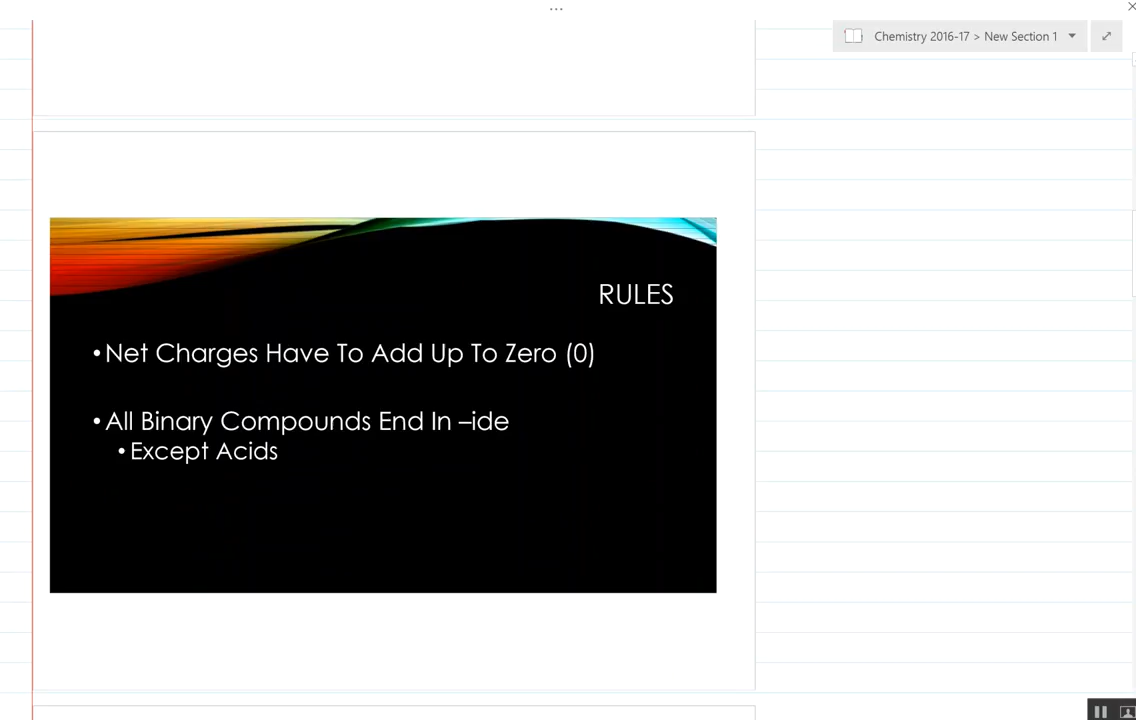 ...
Chemistry 2016-17 > New Section 1
RULES
•Net Charges Have To Add Up To Zero (0)
•All Binary Compounds End In –ide
•Except Acids